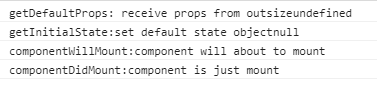 getDefaultProps: receive props from outsizeundefined
getInitialState:set default state objectnull
componentWillMount:component will about to mount
componentDidMount:component is just mount